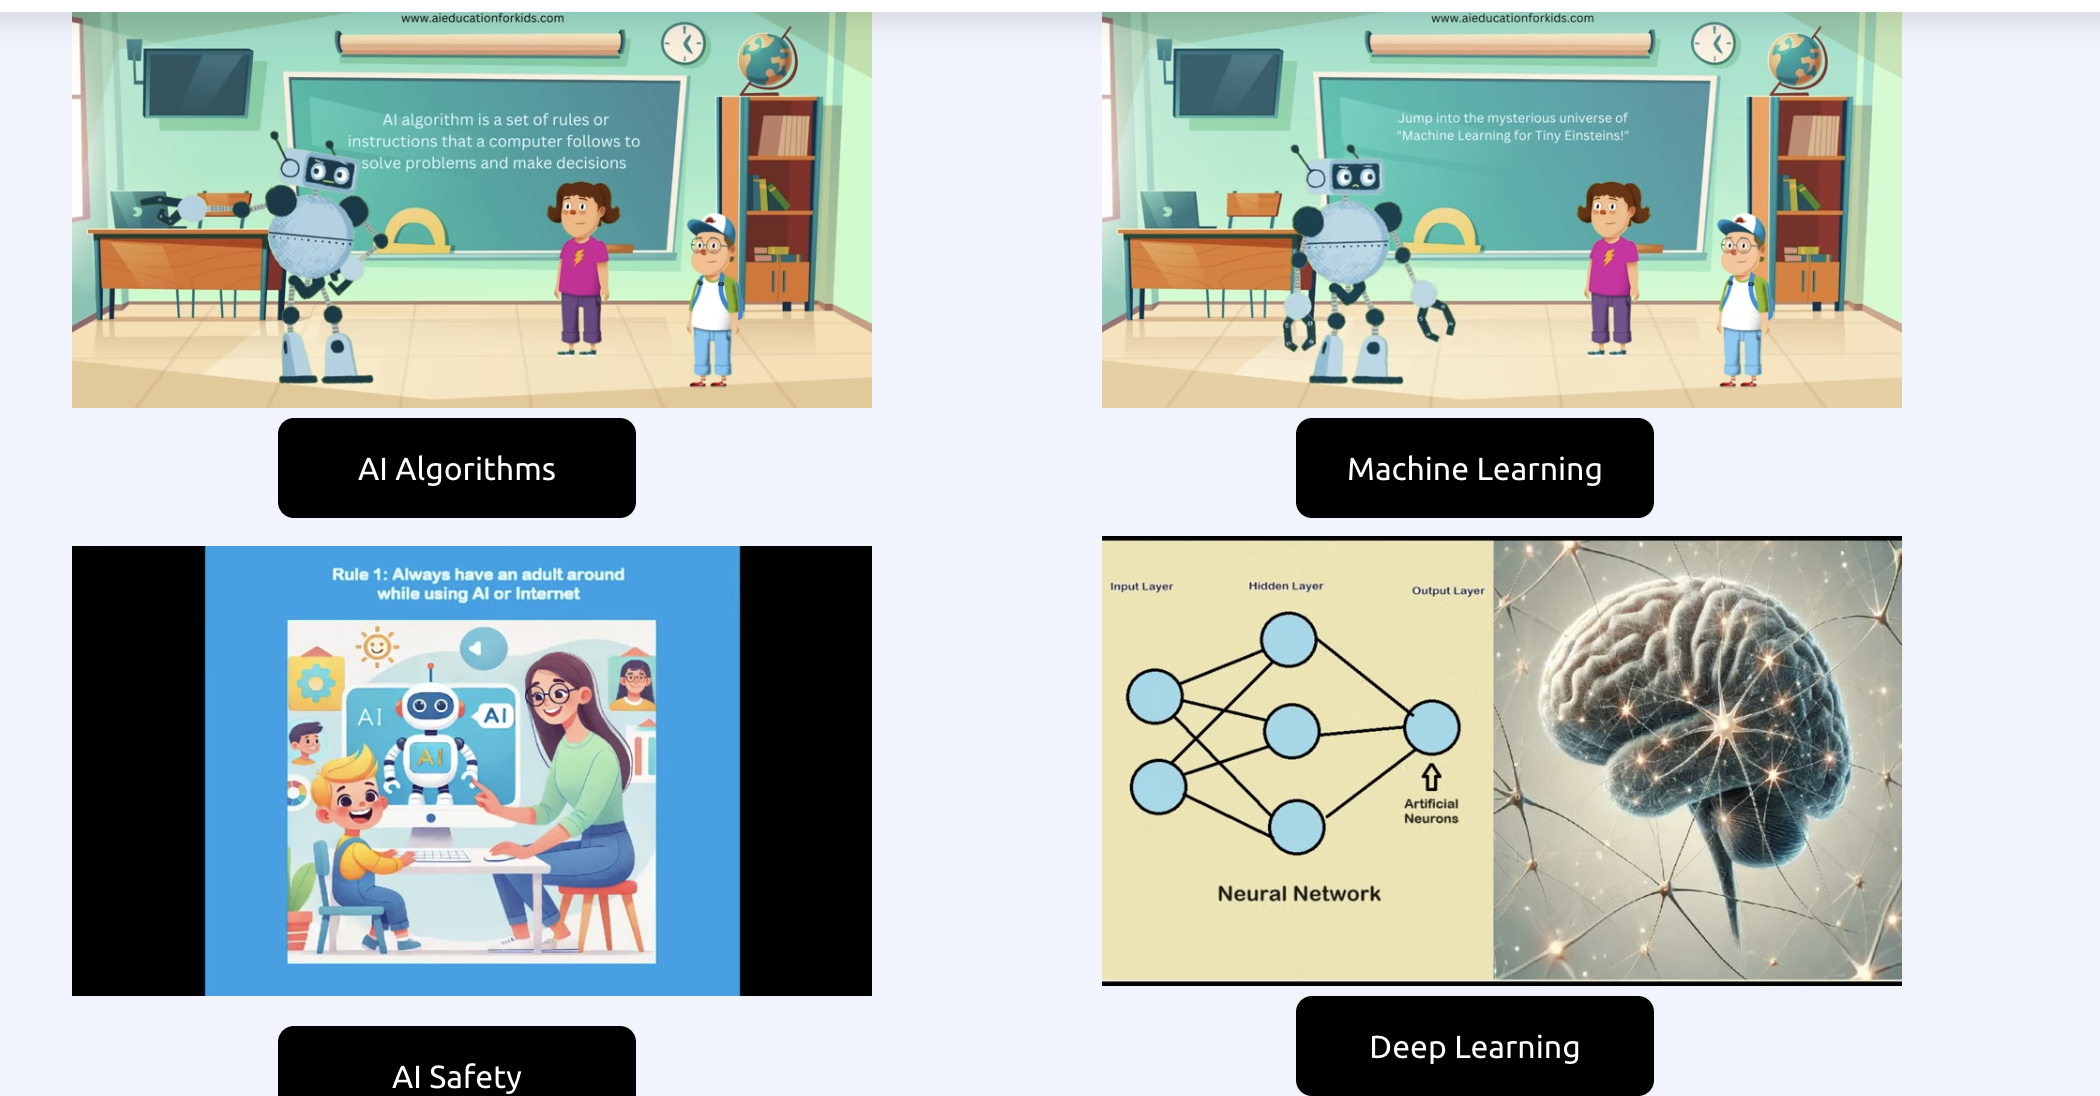 www.aieducationforkids.com
AI algorithm is a set of rules or
instructions that a computer follows to
solve problems and make decisions
AI Algorithms
www.aieducationforkids.com
Jump into the mysterious universe of
"Machine Learning for Tiny Einsteins!"
Machine Learning
Rule 1: Always have an adult around
while using AI or Internet
AI
AI
AI
AI Safety
Input Layer
Hidden Layer
Output Layer
Artificial
Neurons
Neural Network
Deep Learning